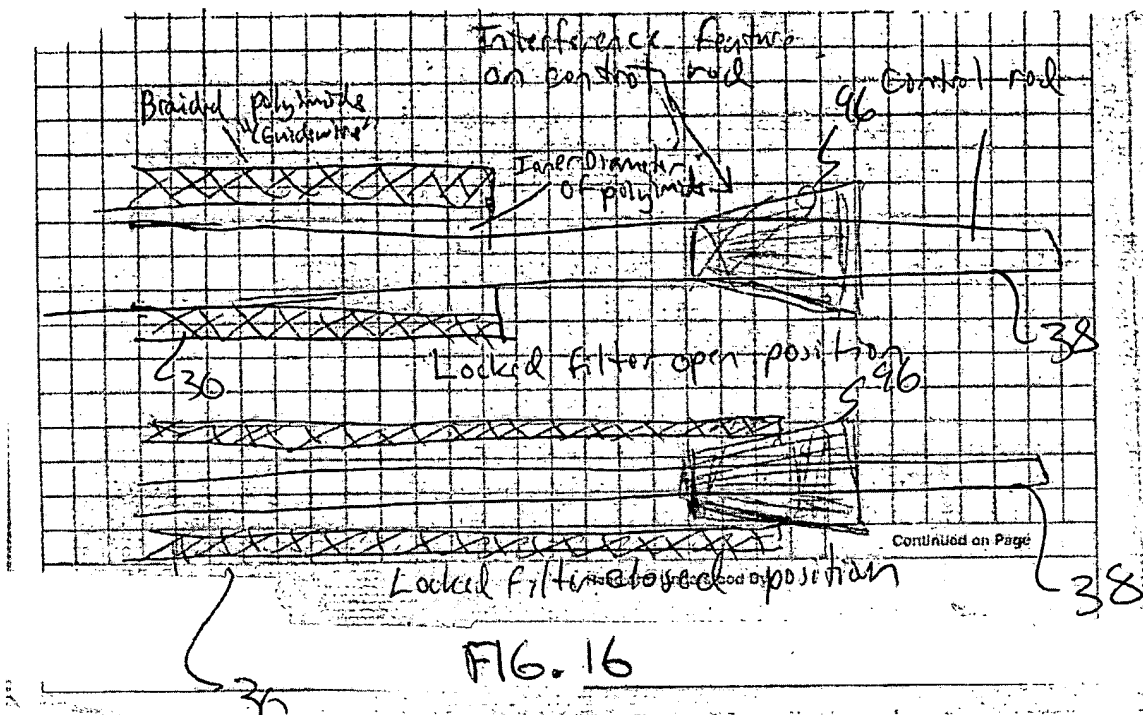 Interference feature
on control rod
Control rod
96
Braided polyimide
"Guidewire"
Inner Diameter
of polyimide
38
36
Locked filter open position
96
Continued on Page
Locked filter closed position
38
36
FIG. 16